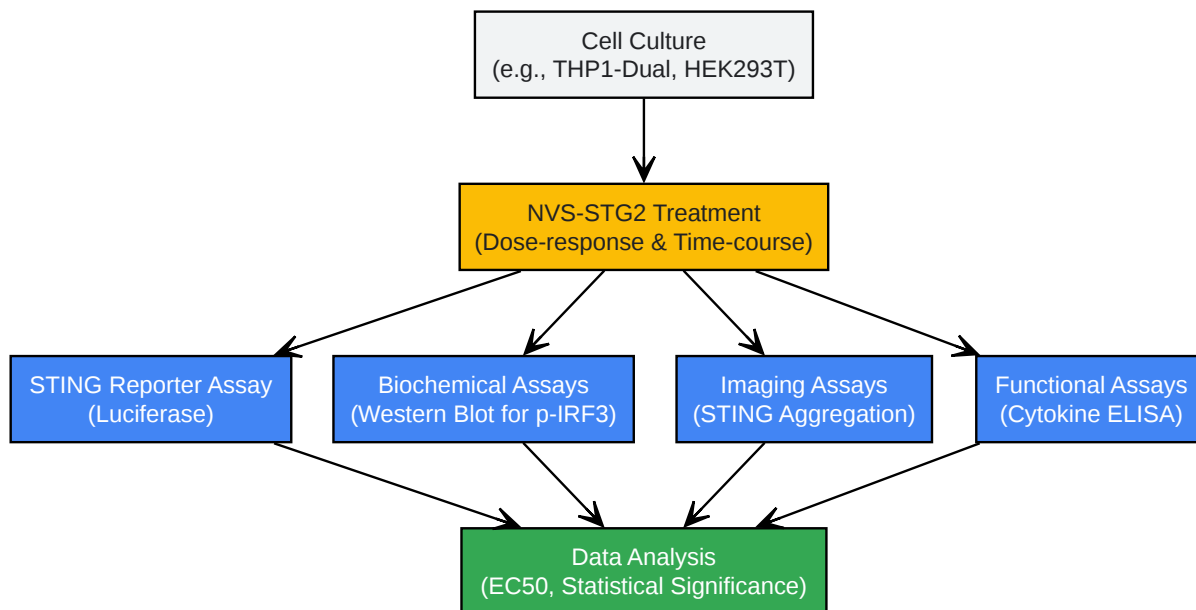 Cell Culture
(e.g., THP1-Dual, HEK293T)
NVS-STG2 Treatment
(Dose-response & Time-course)
STING Reporter Assay
(Luciferase)
Biochemical Assays
(Western Blot for p-IRF3)
Imaging Assays
(STING Aggregation)
Functional Assays
(Cytokine ELISA)
Data Analysis
(EC50, Statistical Significance)